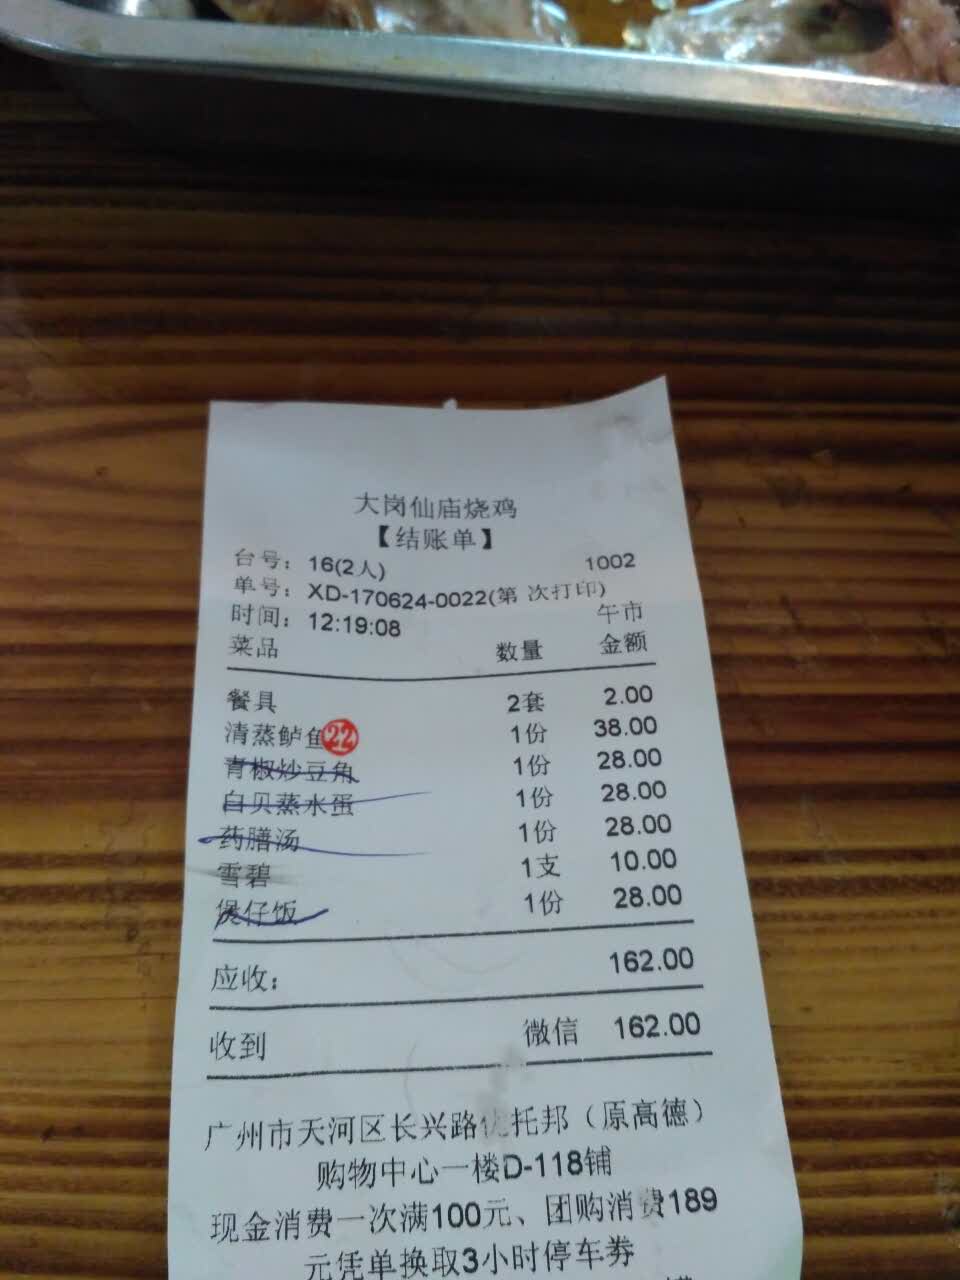 大岗仙庙烧鸡
【结账单】
台号：16(2人) 1002
单号：XD-170624-0022(第 次打印)
时间：12:19:08 午市
菜品 数量 金额
餐具 2套 2.00
清蒸鲈鱼 1份 38.00
青椒炒豆角 1份 28.00
白贝蒸水蛋 1份 28.00
药膳汤 1份 28.00
雪碧 1支 10.00
煲仔饭 1份 28.00
应收： 162.00
收到 微信 162.00
广州市天河区长兴路优托邦（原高德）
购物中心一楼D-118铺
现金消费一次满100元、团购消费189
元凭单换取3小时停车券